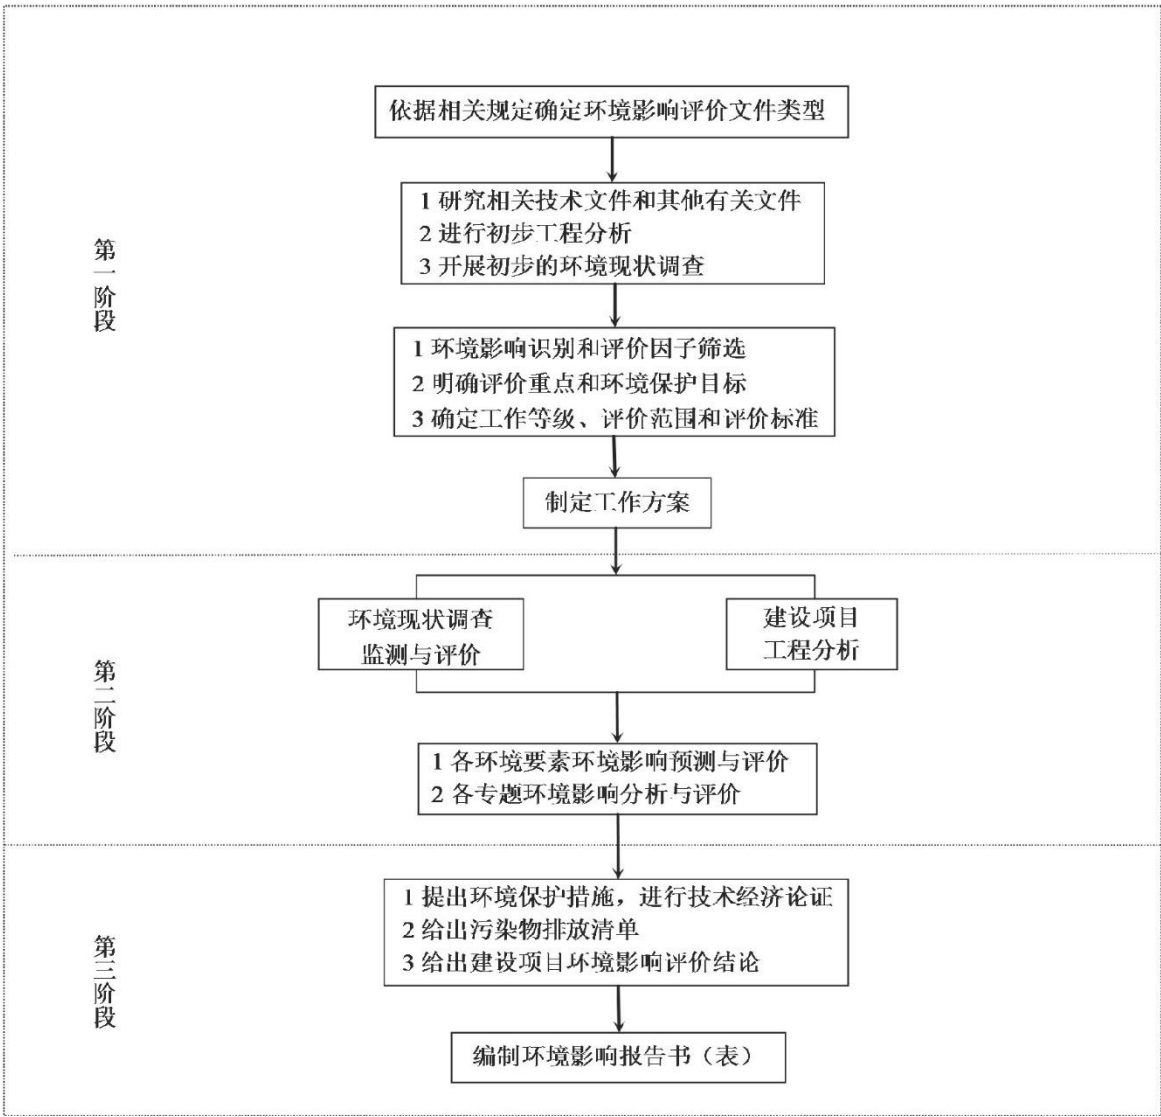 依据相关规定确定环境影响评价文件类型
1 研究相关技术文件和其他有关文件
2 进行初步工程分析
3 开展初步的环境现状调查
第一阶段
1 环境影响识别和评价因子筛选
2 明确评价重点和环境保护目标
3 确定工作等级、评价范围和评价标准
制定工作方案
环境现状调查
监测与评价
建设项目
工程分析
第二阶段
1 各环境要素环境影响预测与评价
2 各专题环境影响分析与评价
1 提出环境保护措施，进行技术经济论证
2 给出污染物排放清单
3 给出建设项目环境影响评价结论
第三阶段
编制环境影响报告书（表）